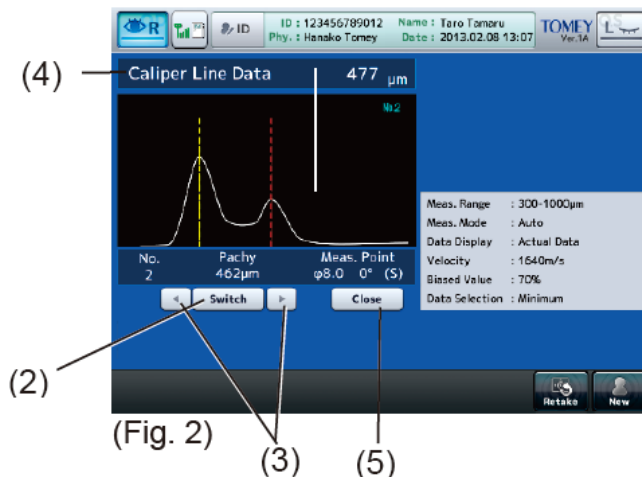 R
ID
ID : 123456789012 Name : Taro Tamaru
Phy. : Hanako Tomey Date : 2013.02.08 13:07
TOMEY
Ver.1A
L
(4)
Caliper Line Data 477 μm
№2
No. Pachy Meas. Point
2 462μm φ8.0 0° (S)
Switch
Close
Meas. Range : 300-1000μm
Meas. Mode : Auto
Data Display : Actual Data
Velocity : 1640m/s
Biased Value : 70%
Data Selection : Minimum
(2)
Retake
New
(Fig. 2)
(3)
(5)